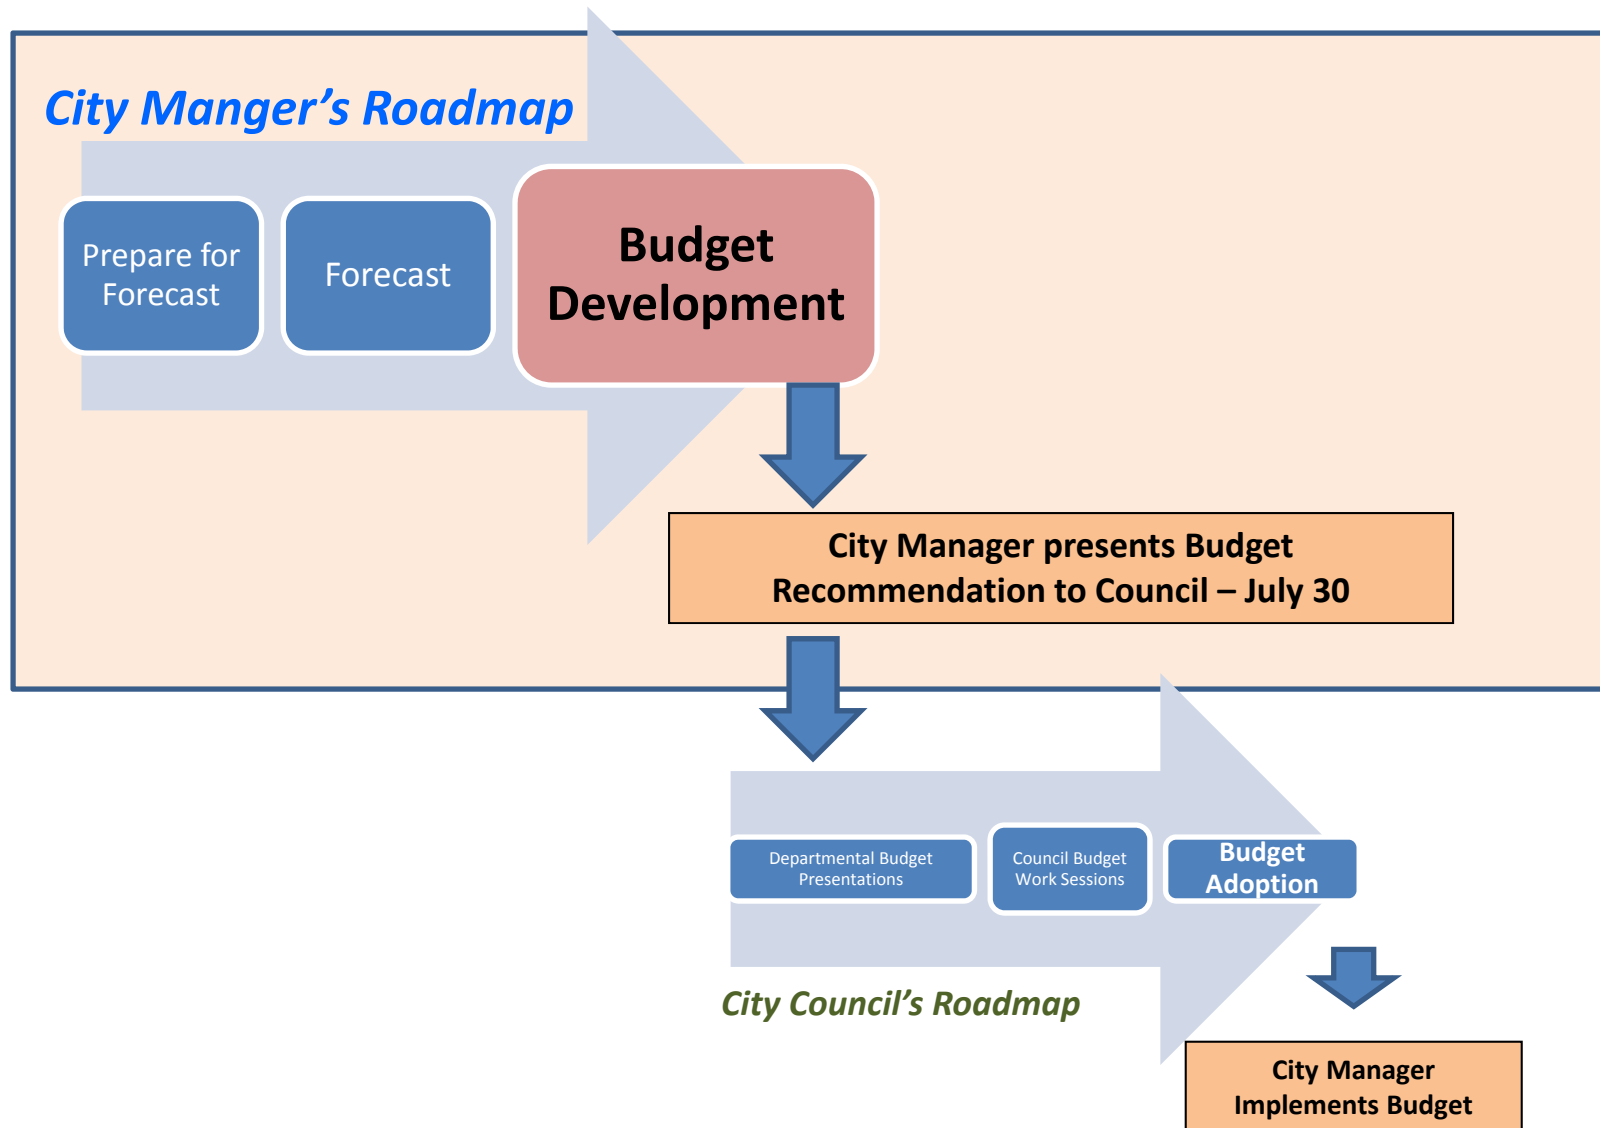 City Manger’s Roadmap
Prepare for
Forecast
Forecast
Budget
Development
City Manager presents Budget
Recommendation to Council – July 30
Departmental Budget
Presentations
Council Budget
Work Sessions
Budget
Adoption
City Council’s Roadmap
City Manager
Implements Budget